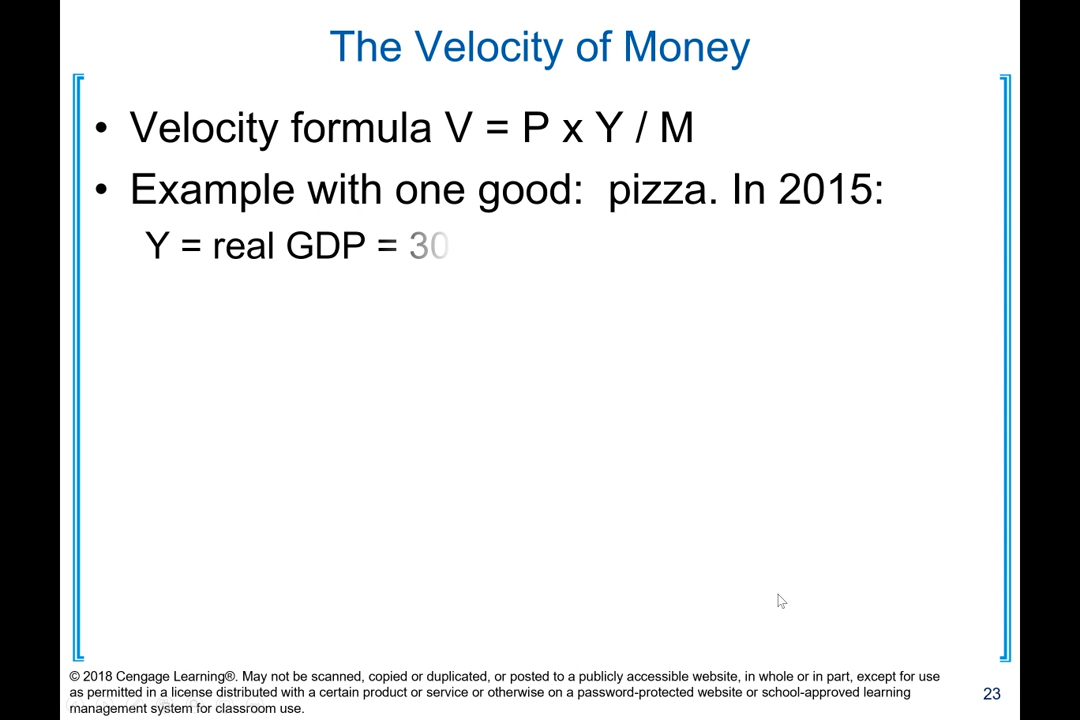 The Velocity of Money
• Velocity formula V = P x Y / M
• Example with one good:  pizza. In 2015:
Y = real GDP = 30
© 2018 Cengage Learning®. May not be scanned, copied or duplicated, or posted to a publicly accessible website, in whole or in part, except for use
as permitted in a license distributed with a certain product or service or otherwise on a password-protected website or school-approved learning
management system for classroom use.
23